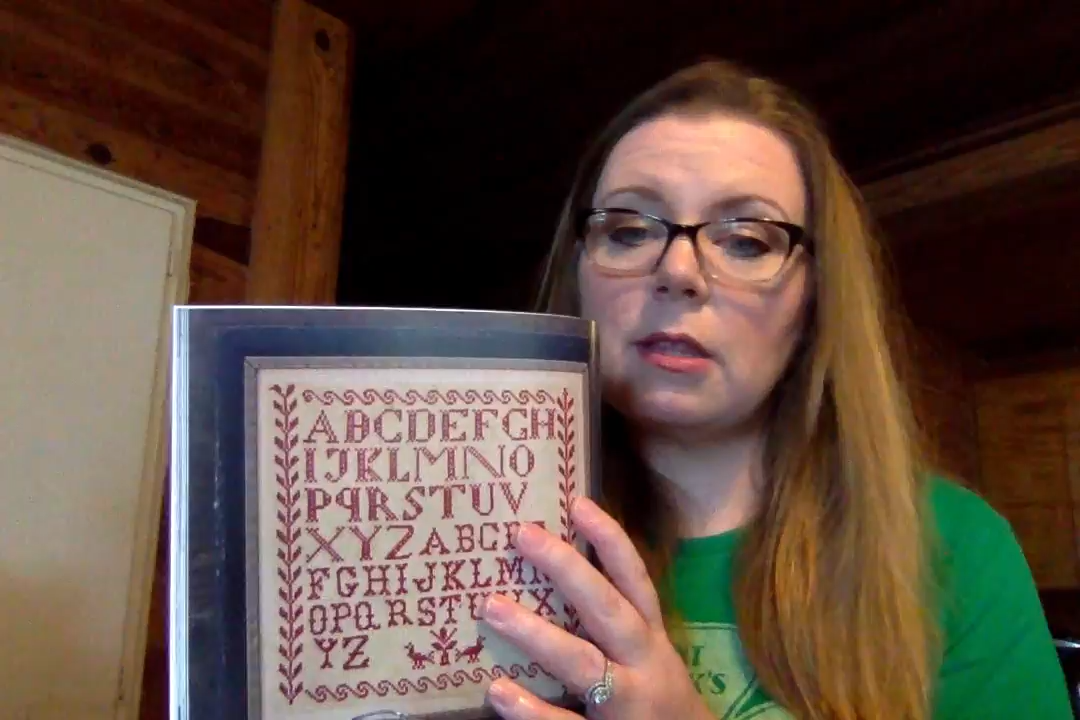 ABCDEFGH
IJKLMNO
PqRSTUV
XYZABC
FGHIJKLM
OPQRSTU X
YZ